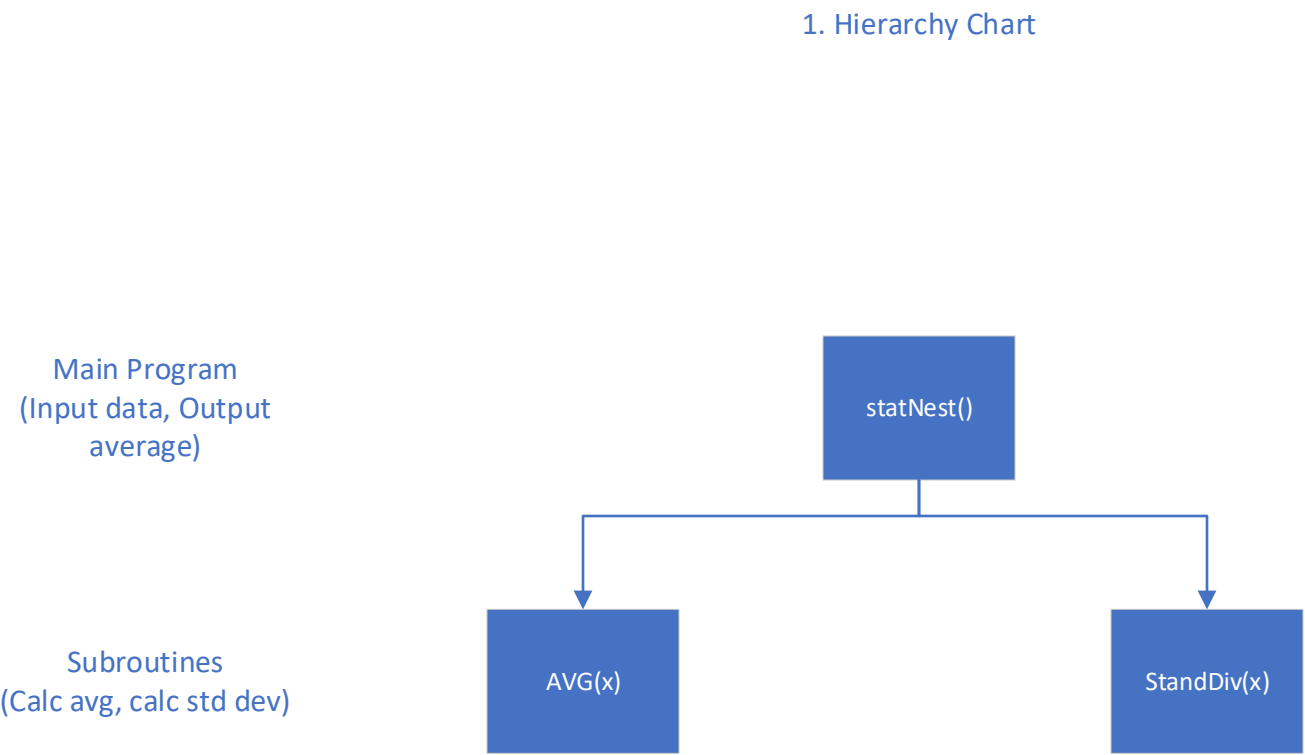 1. Hierarchy Chart
Main Program
(Input data, Output
average)
statNest()
Subroutines
(Calc avg, calc std dev)
AVG(x)
StandDiv(x)